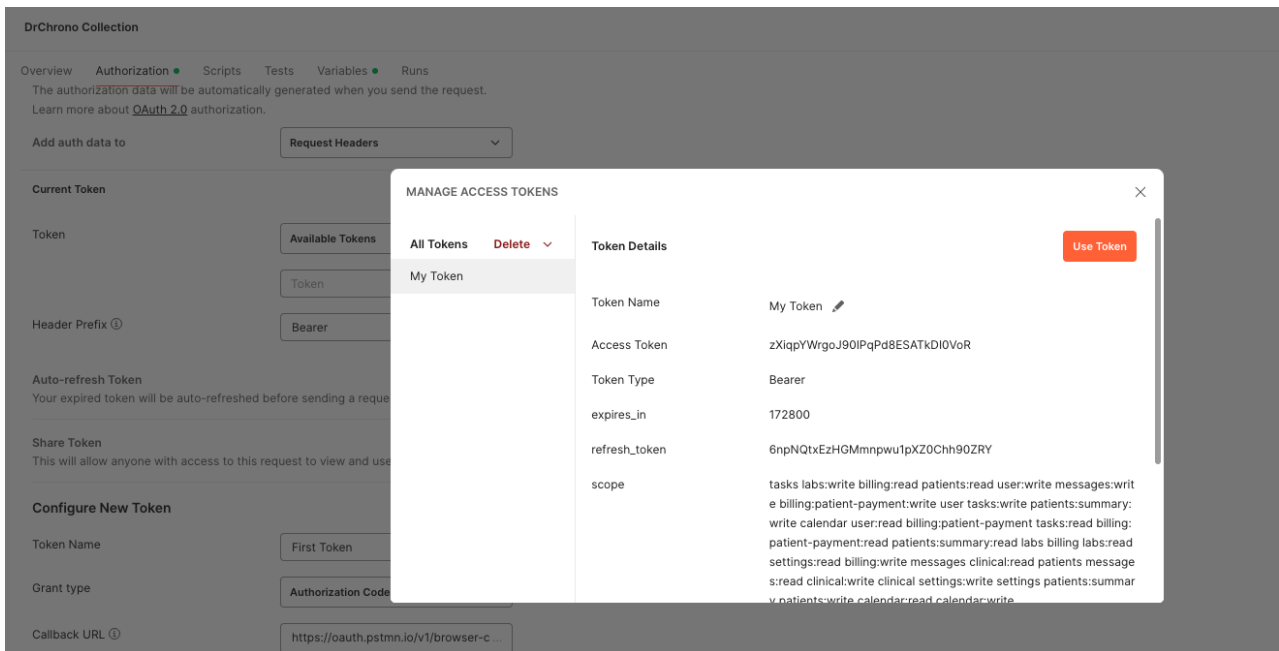 DrChrono Collection
Overview Authorization Scripts Tests Variables Runs
The authorization data will be automatically generated when you send the request.
Learn more about OAuth 2.0 authorization.
Add auth data to Request Headers
Current Token
Token Available Tokens
Token
Header Prefix Bearer
Auto-refresh Token
Your expired token will be auto-refreshed before sending a reque
Share Token
This will allow anyone with access to this request to view and use
Configure New Token
Token Name First Token
Grant type Authorization Code
Callback URL https://oauth.pstmn.io/v1/browser-c...
MANAGE ACCESS TOKENS
All Tokens Delete
My Token
Token Details Use Token
Token Name My Token
Access Token zXiqpYWrgoJ90IPqPd8ESATkDI0VoR
Token Type Bearer
expires_in 172800
refresh_token 6npNQtxEzHGMmnpwu1pXZ0Chh90ZRY
scope tasks labs:write billing:read patients:read user:write messages:writ
e billing:patient-payment:write user tasks:write patients:summary:
write calendar user:read billing:patient-payment tasks:read billing:
patient-payment:read patients:summary:read labs billing labs:read
settings:read billing:write messages clinical:read patients message
s:read clinical:write clinical settings:write settings patients:summar
y patients:write calendar:read calendar:write